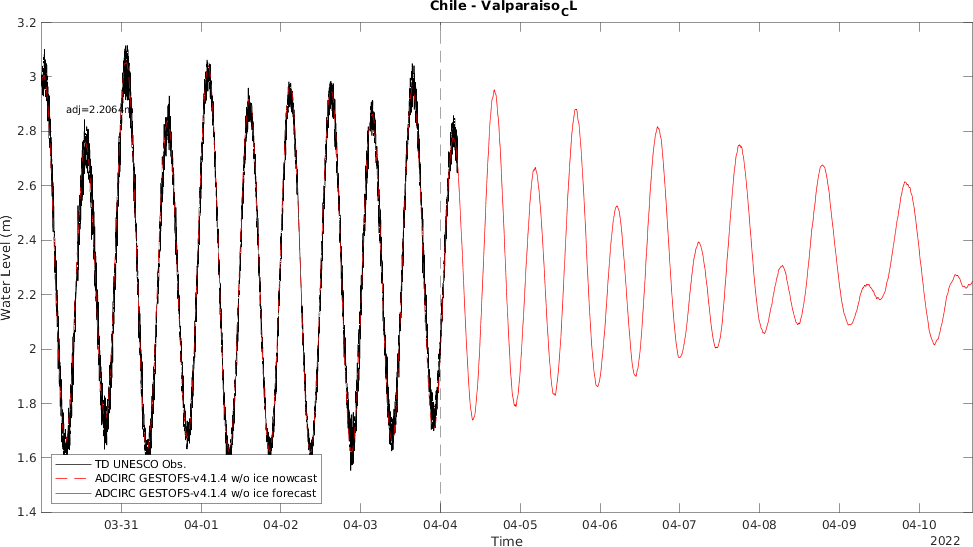 Chile - Valparaiso_CL
3.2
3
2.8
2.6
2.4
2.2
2
1.8
1.6
1.4
Water Level (m)
adj=2.2064m
TD UNESCO Obs.
ADCIRC GESTOFS-v4.1.4 w/o ice nowcast
ADCIRC GESTOFS-v4.1.4 w/o ice forecast
03-31 04-01 04-02 04-03 04-04 04-05 04-06 04-07 04-08 04-09 04-10
Time
2022